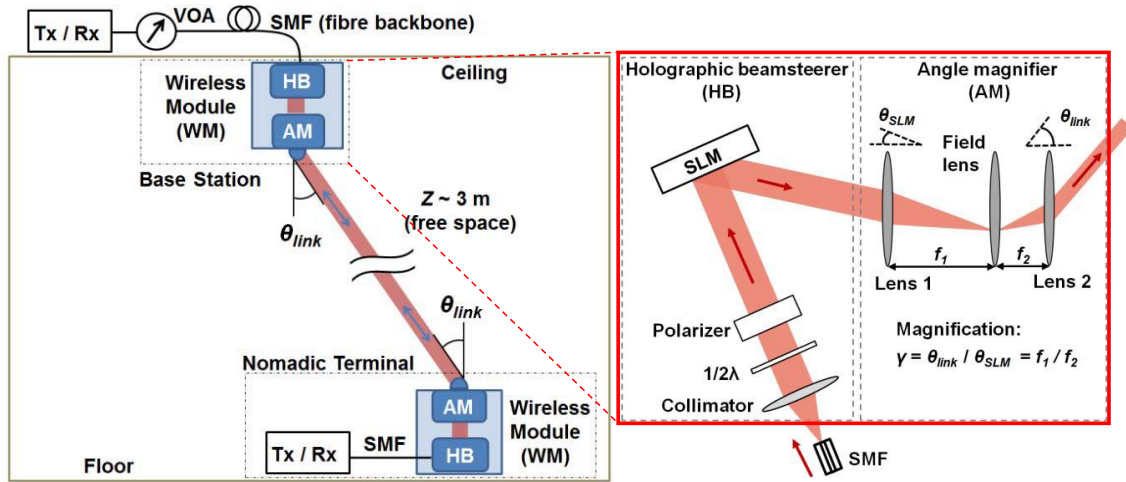 Tx / Rx
VOA
SMF (fibre backbone)
Wireless
Module
(WM)
HB
AM
Ceiling
Base Station
θlink
Z ~ 3 m
(free space)
θlink
Nomadic Terminal
AM
HB
Wireless
Module
(WM)
Tx / Rx
SMF
Floor
Holographic beamsteerer
(HB)
SLM
Polarizer
1/2λ
Collimator
SMF
Angle magnifier
(AM)
θSLM
Field
lens
θlink
f1
f2
Lens 1
Lens 2
Magnification:
γ = θlink / θSLM = f1 / f2